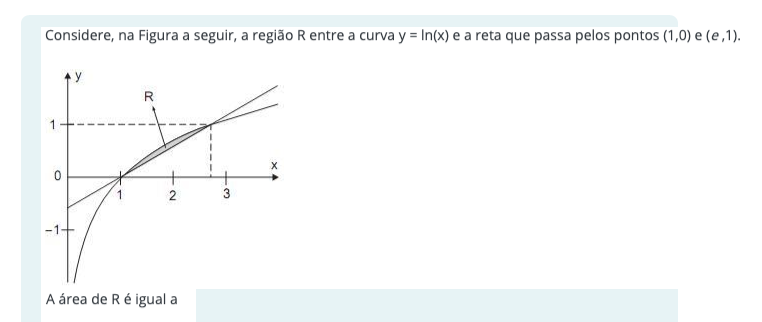 Considere, na Figura a seguir, a região R entre a curva y = ln(x) e a reta que passa pelos pontos (1,0) e (e,1).
y
R
1
x
0
1
2
3
−1
A área de R é igual a